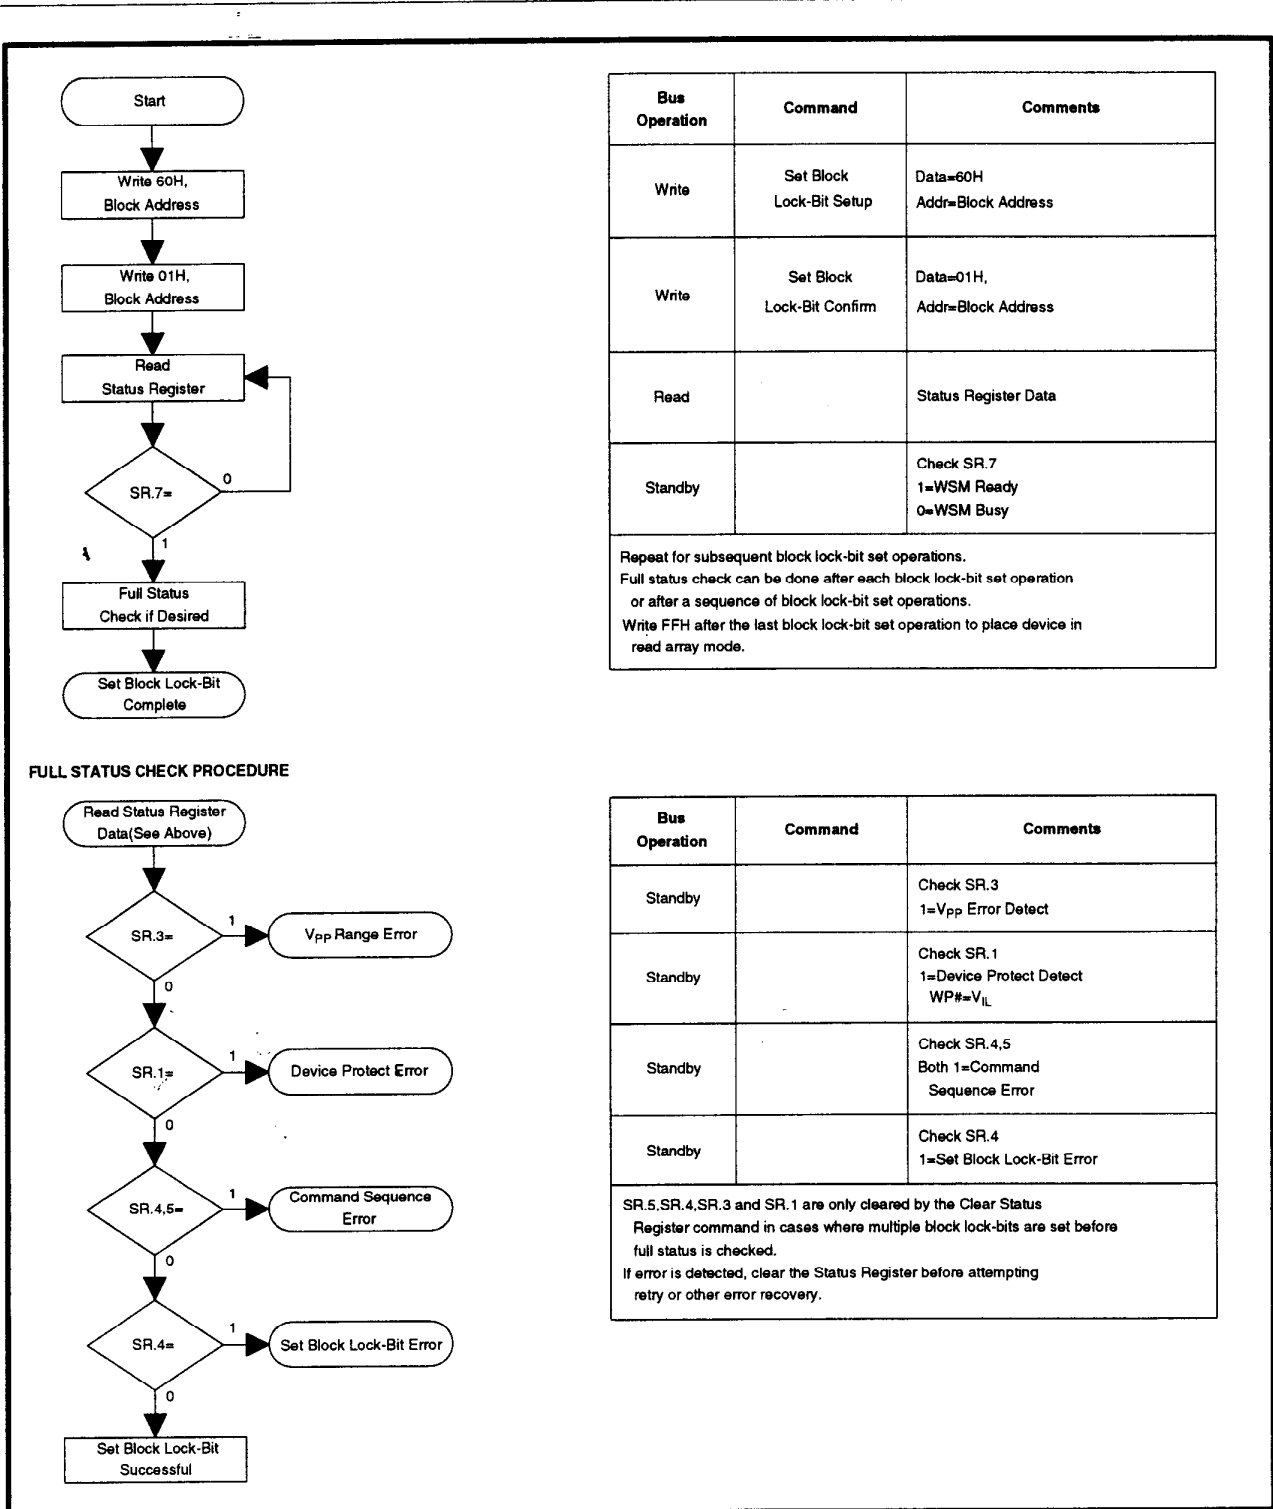 Start
Write 60H,
Block Address
Write 01H,
Block Address
Read
Status Register
SR.7=
0
1
Full Status
Check if Desired
Set Block Lock-Bit
Complete
Bus
Operation
Command
Comments
Write
Set Block
Lock-Bit Setup
Data=60H
Addr=Block Address
Write
Set Block
Lock-Bit Confirm
Data=01H,
Addr=Block Address
Read
Status Register Data
Standby
Check SR.7
1=WSM Ready
0=WSM Busy
Repeat for subsequent block lock-bit set operations.
Full status check can be done after each block lock-bit set operation
or after a sequence of block lock-bit set operations.
Write FFH after the last block lock-bit set operation to place device in
read array mode.
FULL STATUS CHECK PROCEDURE
Read Status Register
Data(See Above)
SR.3=
1
VPP Range Error
0
SR.1=
1
Device Protect Error
0
SR.4,5=
1
Command Sequence
Error
0
SR.4=
1
Set Block Lock-Bit Error
0
Set Block Lock-Bit
Successful
Bus
Operation
Command
Comments
Standby
Check SR.3
1=VPP Error Detect
Standby
Check SR.1
1=Device Protect Detect
WP#=VIL
Standby
Check SR.4,5
Both 1=Command
Sequence Error
Standby
Check SR.4
1=Set Block Lock-Bit Error
SR.5,SR.4,SR.3 and SR.1 are only cleared by the Clear Status
Register command in cases where multiple block lock-bits are set before
full status is checked.
If error is detected, clear the Status Register before attempting
retry or other error recovery.